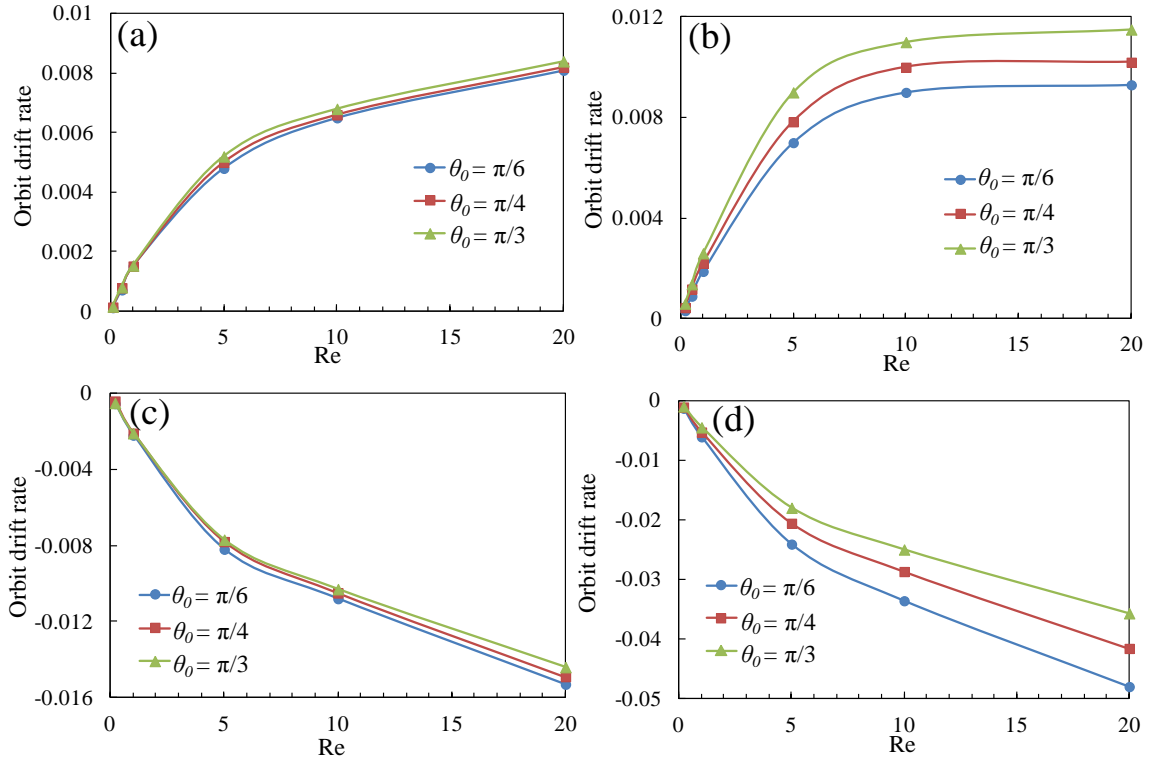 (a)
Orbit drift rate
0.01
0.008
0.006
0.004
0.002
0
θ0 = π/6
θ0 = π/4
θ0 = π/3
0 5 10 15 20
Re
(b)
Orbit drift rate
0.012
0.008
0.004
0
θ0 = π/6
θ0 = π/4
θ0 = π/3
0 5 10 15 20
Re
(c)
Orbit drift rate
0
-0.004
-0.008
-0.012
-0.016
θ0 = π/6
θ0 = π/4
θ0 = π/3
0 5 10 15 20
Re
(d)
Orbit drift rate
0
-0.01
-0.02
-0.03
-0.04
-0.05
θ0 = π/6
θ0 = π/4
θ0 = π/3
0 5 10 15 20
Re